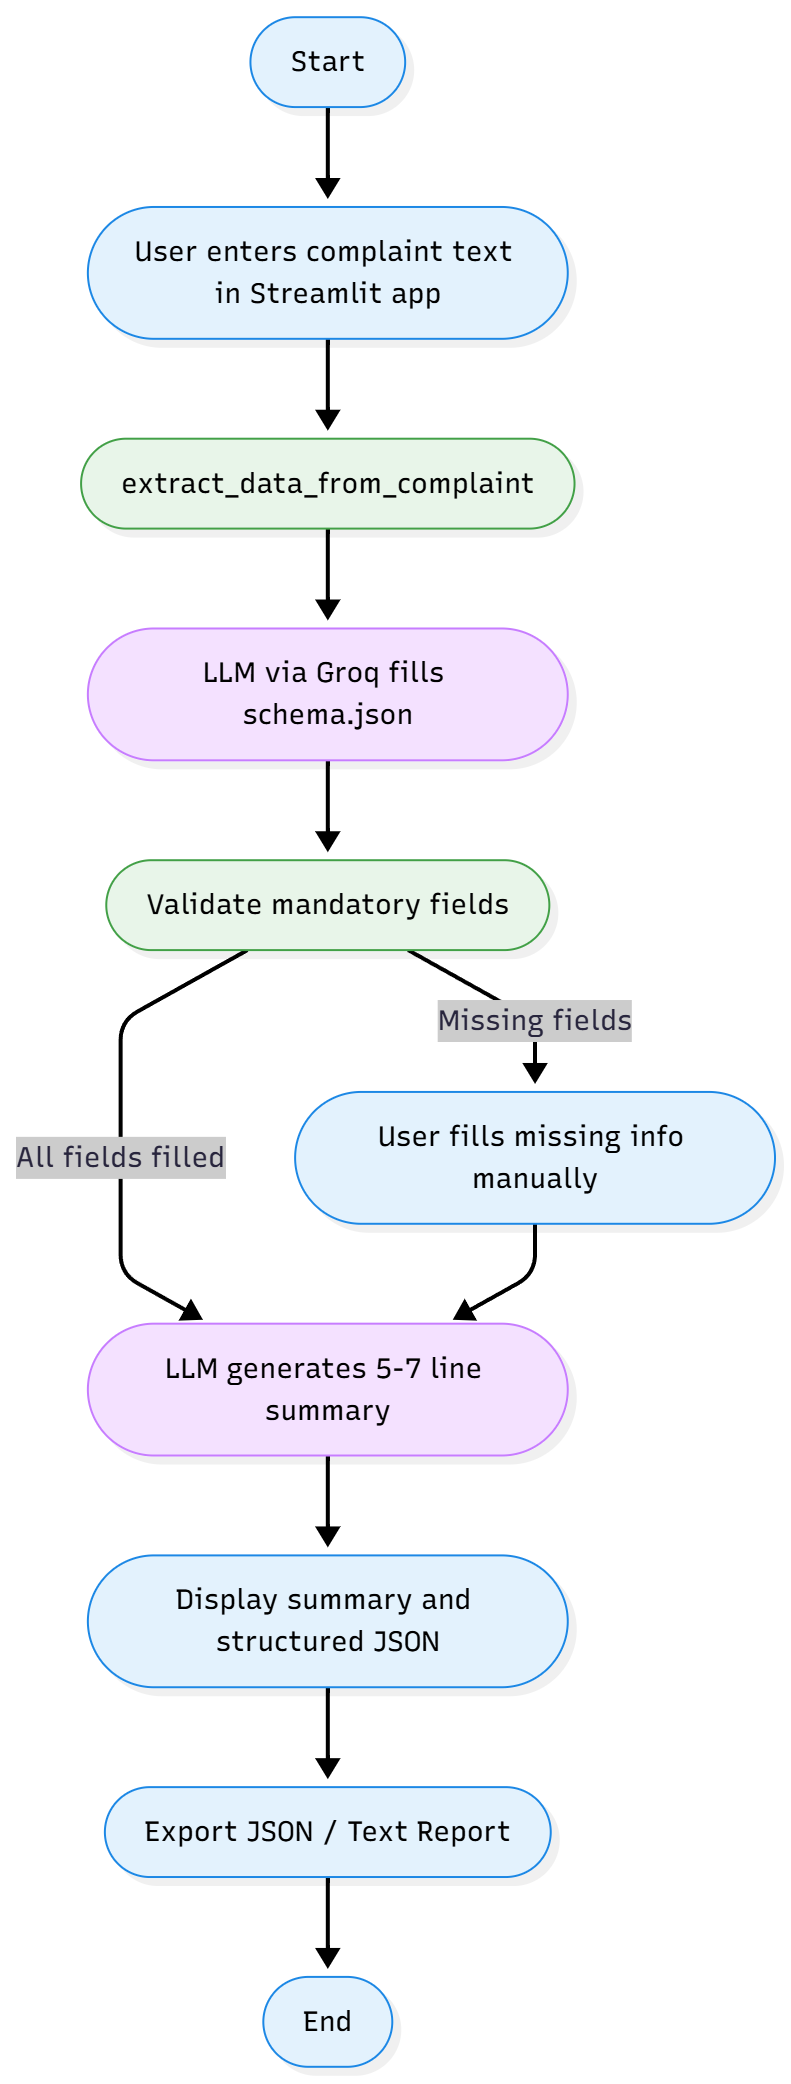 Start
User enters complaint text
in Streamlit app
extract_data_from_complaint
LLM via Groq fills
schema.json
Validate mandatory fields
Missing fields
All fields filled
User fills missing info
manually
LLM generates 5-7 line
summary
Display summary and
structured JSON
Export JSON / Text Report
End